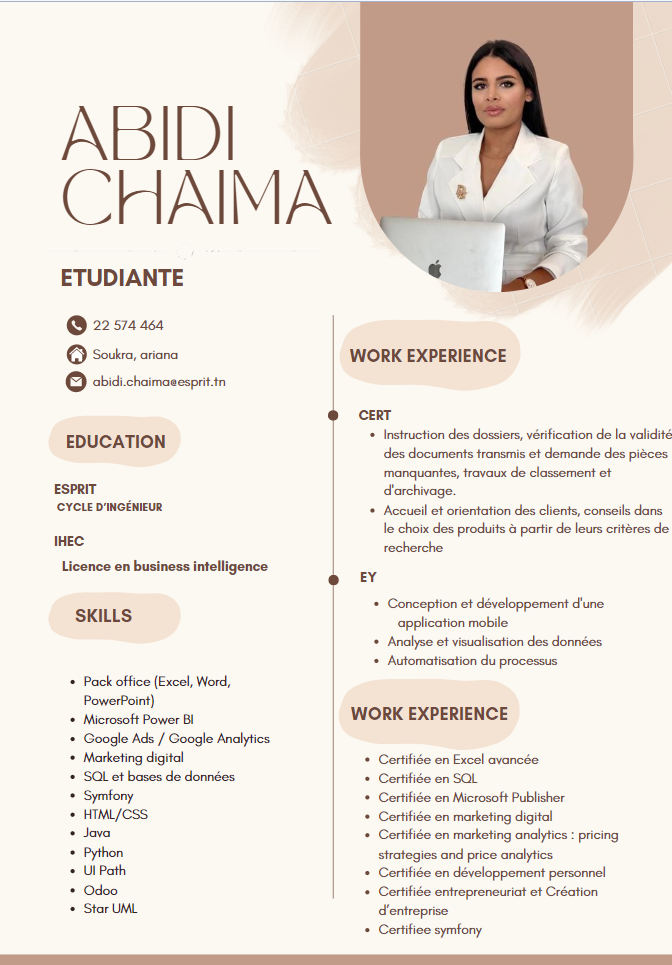 ABIDI
CHAIMA
ETUDIANTE
22 574 464
Soukra, ariana
abidi.chaima@esprit.tn
EDUCATION
ESPRIT
CYCLE D'INGÉNIEUR
IHEC
Licence en business intelligence
SKILLS
• Pack office (Excel, Word,
PowerPoint)
• Microsoft Power BI
• Google Ads / Google Analytics
• Marketing digital
• SQL et bases de données
• Symfony
• HTML/CSS
• Java
• Python
• UI Path
• Odoo
• Star UML
WORK EXPERIENCE
CERT
• Instruction des dossiers, vérification de la validité
des documents transmis et demande des pièces
manquantes, travaux de classement et
d'archivage.
• Accueil et orientation des clients, conseils dans
le choix des produits à partir de leurs critères de
recherche
EY
• Conception et développement d'une
application mobile
• Analyse et visualisation des données
• Automatisation du processus
WORK EXPERIENCE
• Certifiée en Excel avancée
• Certifiée en SQL
• Certifiée en Microsoft Publisher
• Certifiée en marketing digital
• Certifiée en marketing analytics : pricing
strategies and price analytics
• Certifiée en développement personnel
• Certifiée entrepreneuriat et Création
d'entreprise
• Certifiee symfony